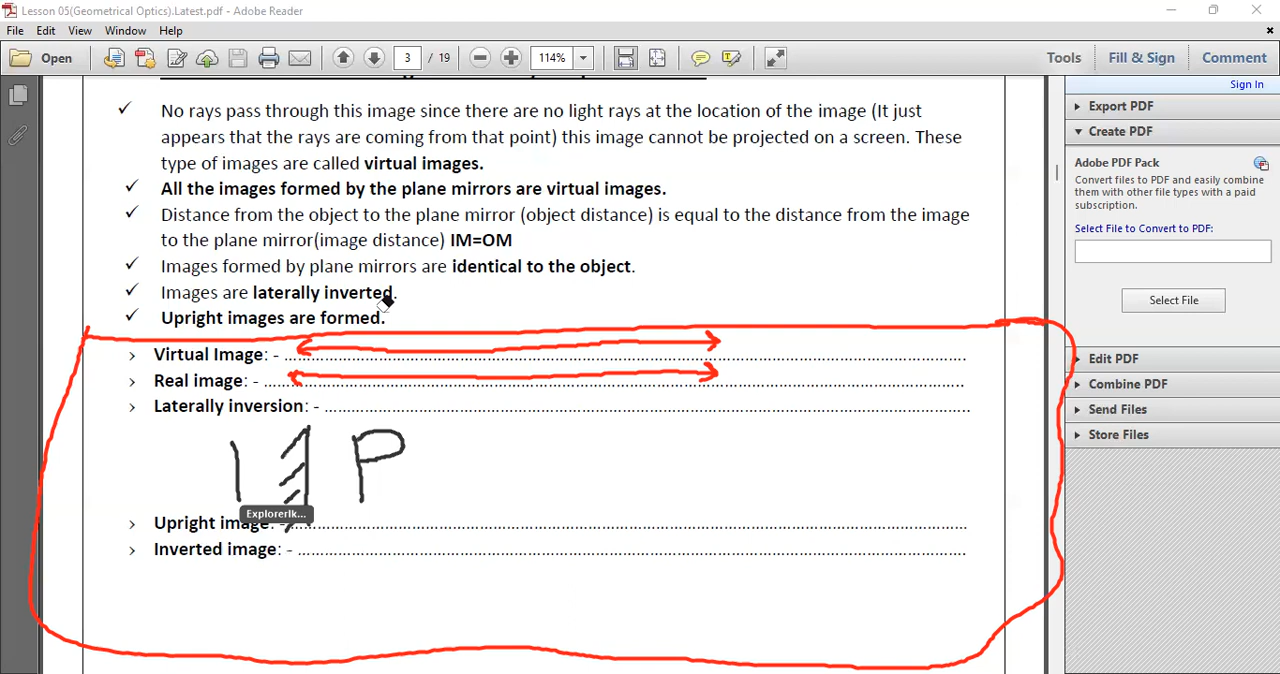 Lesson 05(Geometrical Optics).Latest.pdf - Adobe Reader
File Edit View Window Help
Open 3 / 19 114% Tools Fill & Sign Comment
Sign In
✓ No rays pass through this image since there are no light rays at the location of the image (It just
appears that the rays are coming from that point) this image cannot be projected on a screen. These
type of images are called virtual images.
✓ All the images formed by the plane mirrors are virtual images.
✓ Distance from the object to the plane mirror (object distance) is equal to the distance from the image
to the plane mirror(image distance) IM=OM
✓ Images formed by plane mirrors are identical to the object.
✓ Images are laterally inverted.
✓ Upright images are formed.
› Virtual Image: - ........................................
› Real image: - ........................................
› Laterally inversion: - ........................................
P
Explorerlk...
› Upright image: - ........................................
› Inverted image: - ........................................
Export PDF
Create PDF
Adobe PDF Pack
Convert files to PDF and easily combine
them with other file types with a paid
subscription.
Select File to Convert to PDF:
Select File
Edit PDF
Combine PDF
Send Files
Store Files